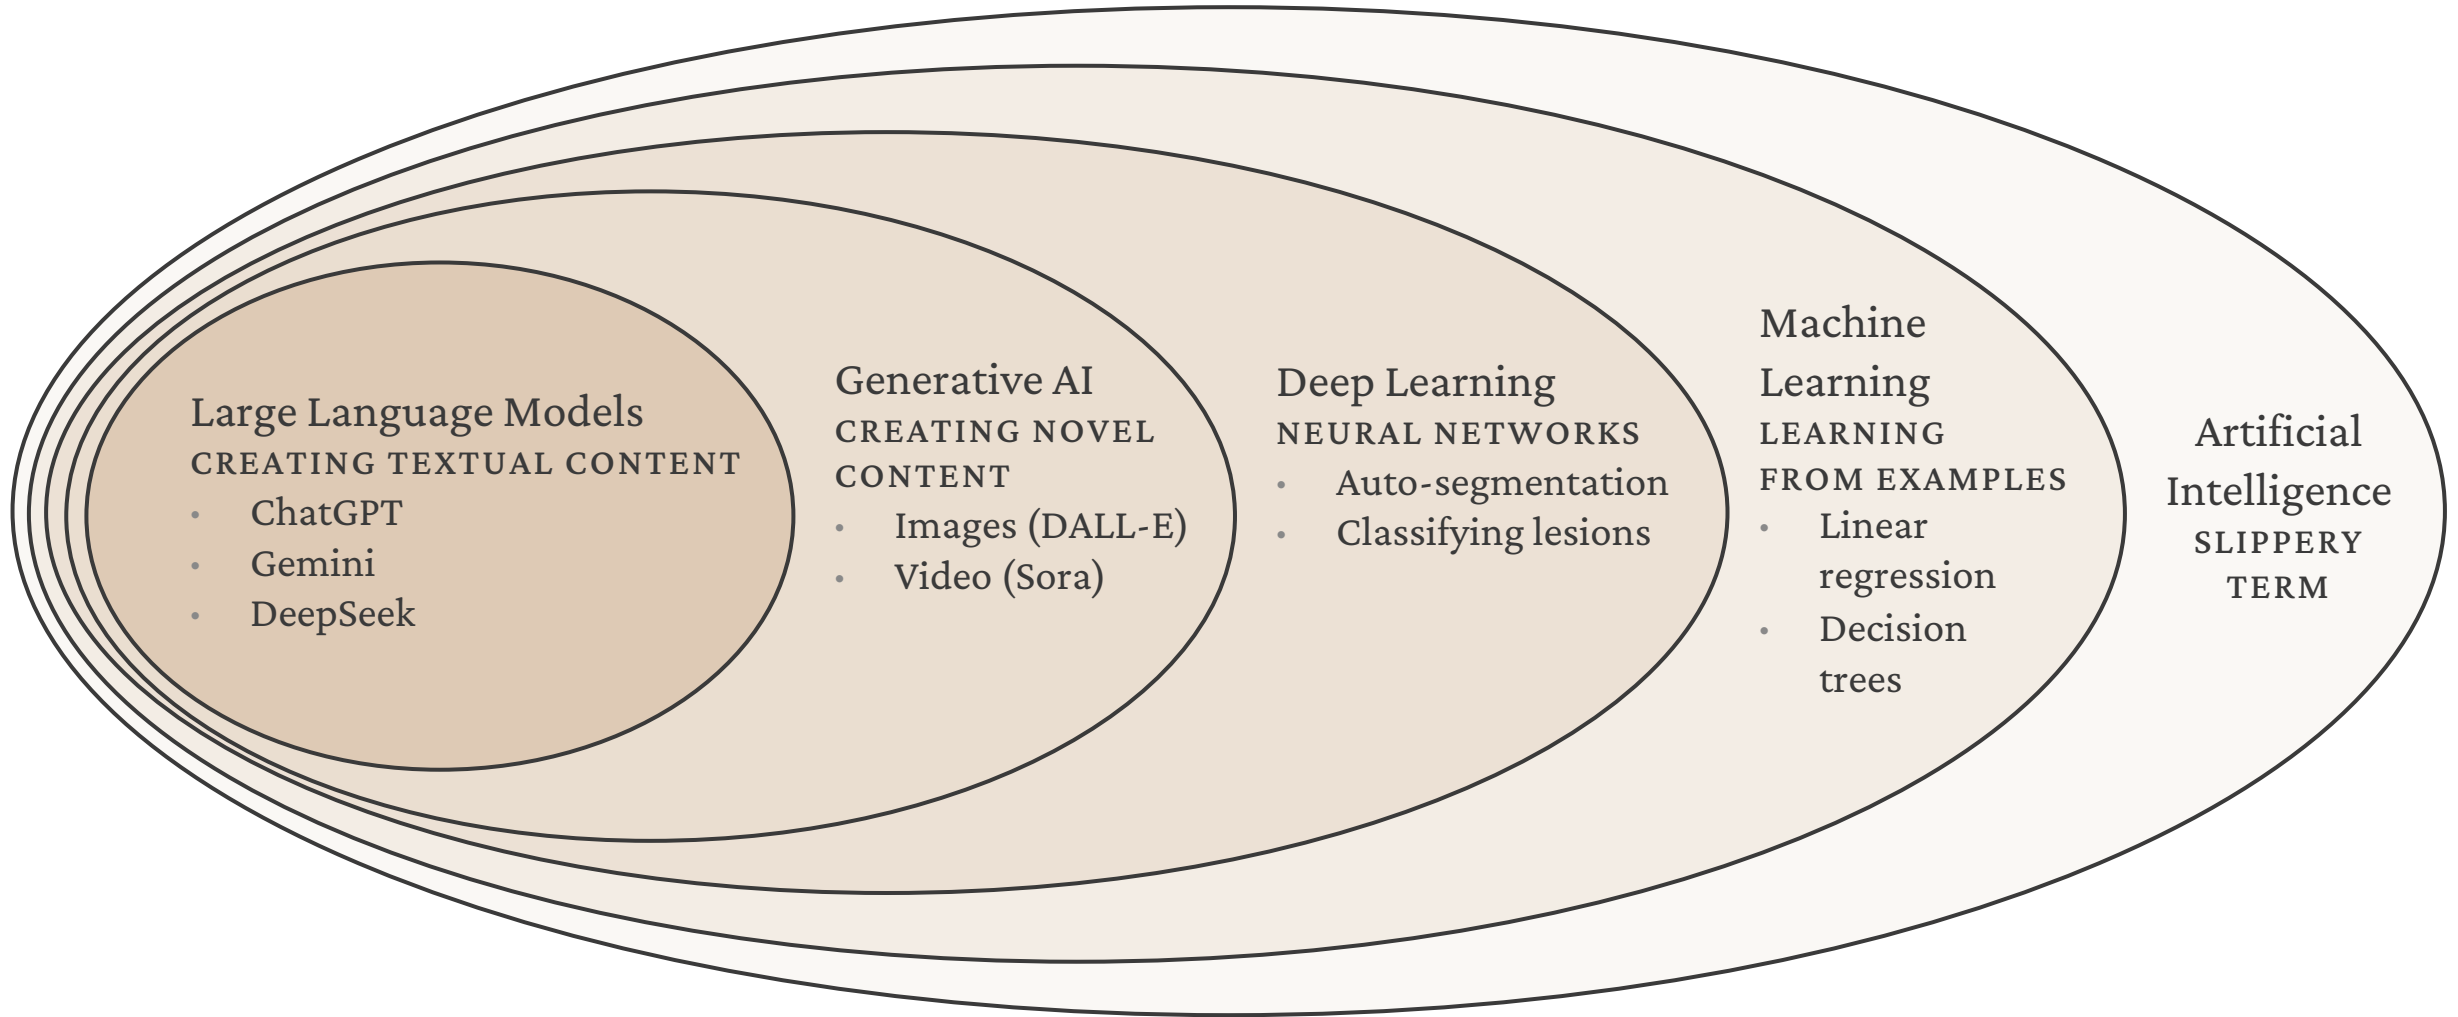 Large Language Models
CREATING TEXTUAL CONTENT
• ChatGPT
• Gemini
• DeepSeek
Generative AI
CREATING NOVEL
CONTENT
• Images (DALL-E)
• Video (Sora)
Deep Learning
NEURAL NETWORKS
• Auto-segmentation
• Classifying lesions
Machine
Learning
LEARNING
FROM EXAMPLES
• Linear
regression
• Decision
trees
Artificial
Intelligence
SLIPPERY
TERM